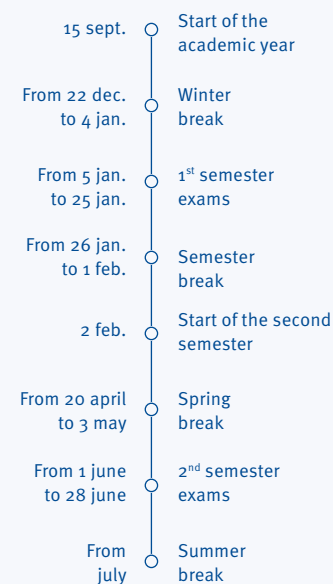 15 sept.
Start of the
academic year
From 22 dec.
to 4 jan.
Winter
break
From 5 jan.
to 25 jan.
1st semester
exams
From 26 jan.
to 1 feb.
Semester
break
2 feb.
Start of the second
semester
From 20 april
to 3 may
Spring
break
From 1 june
to 28 june
2nd semester
exams
From
july
Summer
break